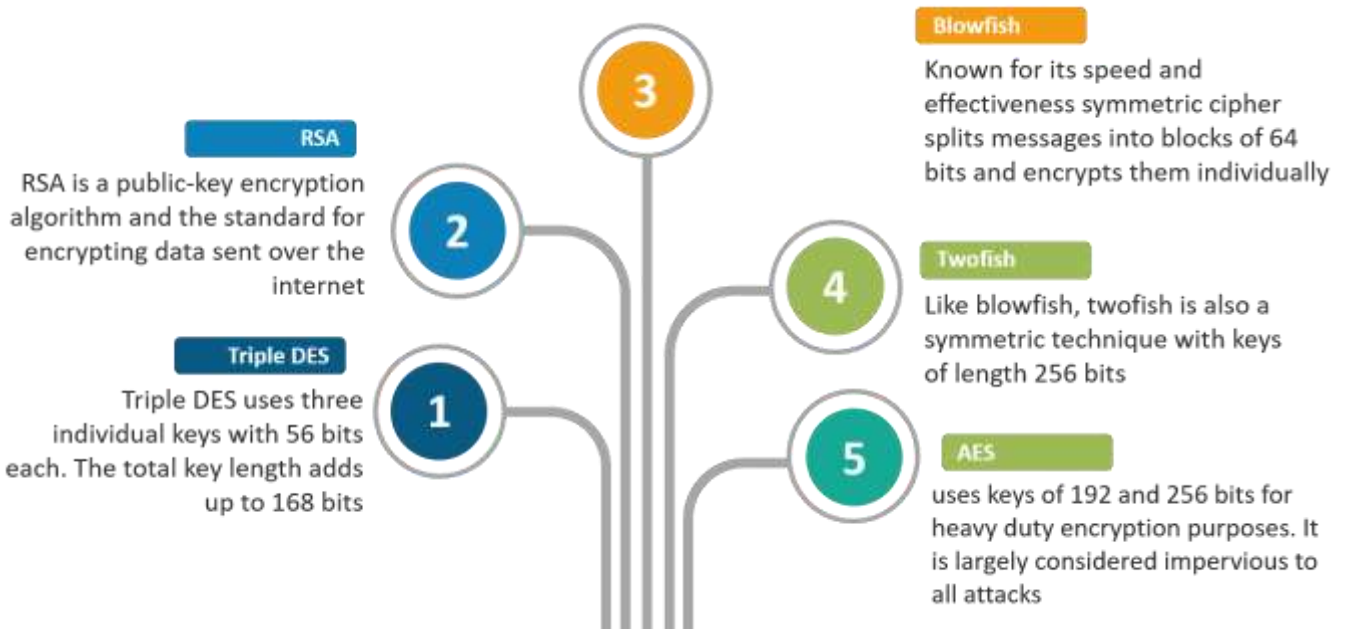 3
Blowfish
Known for its speed and
effectiveness symmetric cipher
splits messages into blocks of 64
bits and encrypts them individually
RSA
RSA is a public-key encryption
algorithm and the standard for
encrypting data sent over the
internet
2
4
Twofish
Like blowfish, twofish is also a
symmetric technique with keys
of length 256 bits
Triple DES
Triple DES uses three
individual keys with 56 bits
each. The total key length adds
up to 168 bits
1
5
AES
uses keys of 192 and 256 bits for
heavy duty encryption purposes. It
is largely considered impervious to
all attacks